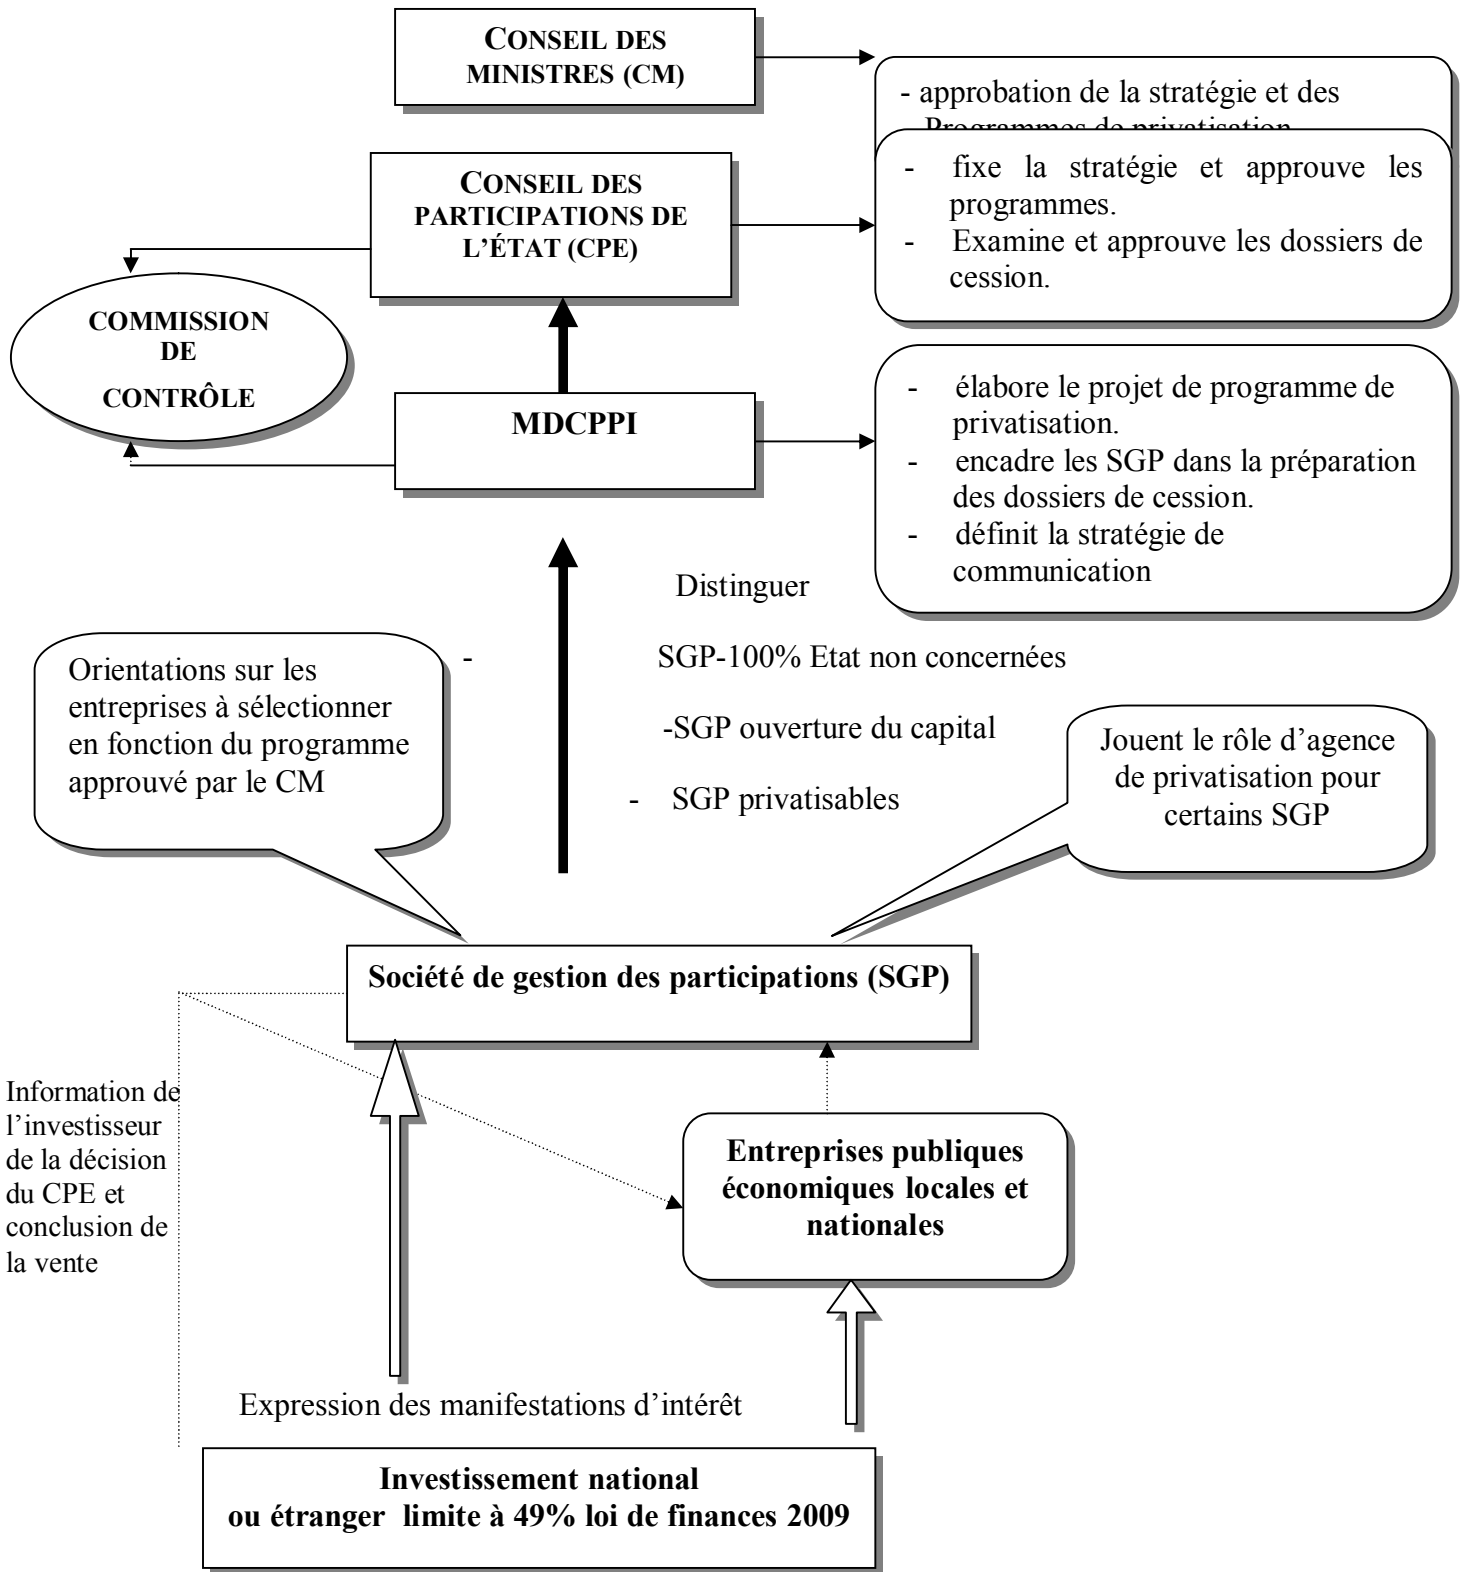 CONSEIL DES
MINISTRES (CM)
- approbation de la stratégie et des
Programmes de privatisation
CONSEIL DES
PARTICIPATIONS DE
L’ÉTAT (CPE)
- fixe la stratégie et approuve les
programmes.
- Examine et approuve les dossiers de
cession.
COMMISSION
DE
CONTRÔLE
MDCPPI
- élabore le projet de programme de
privatisation.
- encadre les SGP dans la préparation
des dossiers de cession.
- définit la stratégie de
communication
Distinguer
- SGP-100% Etat non concernées
-SGP ouverture du capital
- SGP privatisables
Orientations sur les
entreprises à sélectionner
en fonction du programme
approuvé par le CM
Jouent le rôle d’agence
de privatisation pour
certains SGP
Société de gestion des participations (SGP)
Information de
l’investisseur
de la décision
du CPE et
conclusion de
la vente
Entreprises publiques
économiques locales et
nationales
Expression des manifestations d’intérêt
Investissement national
ou étranger limite à 49% loi de finances 2009